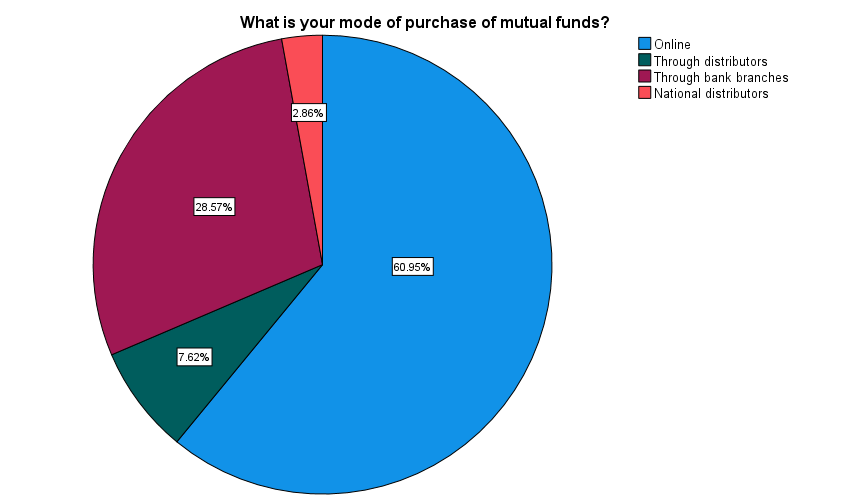 What is your mode of purchase of mutual funds?
Online
Through distributors
Through bank branches
National distributors
2.86%
28.57%
60.95%
7.62%